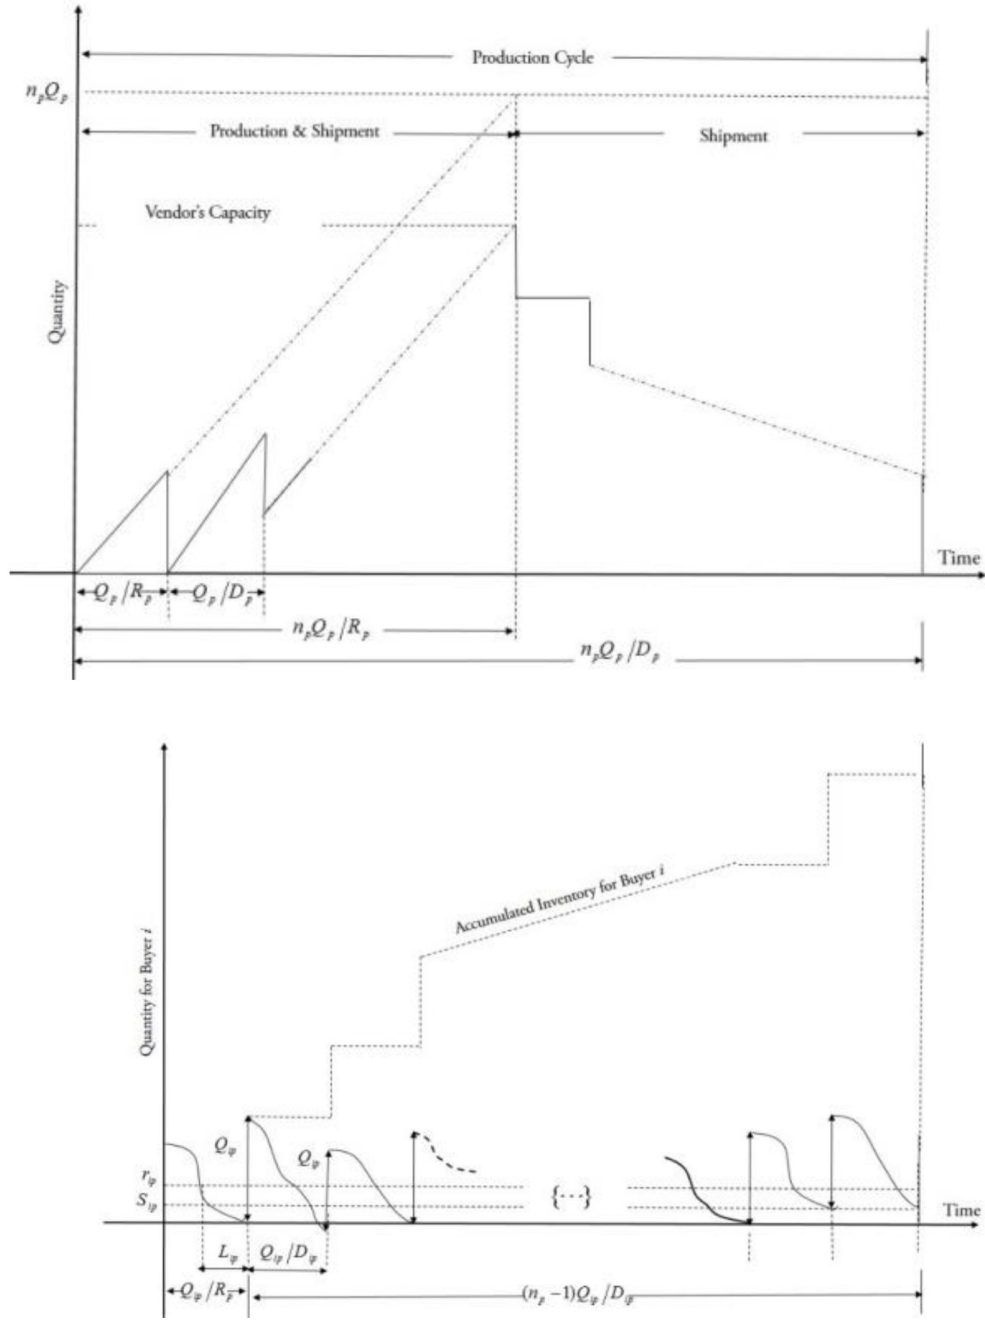 Production Cycle
n_pQ_p
Production & Shipment
Shipment
Vendor's Capacity
Quantity
Time
Q_p/R_p
Q_p/D_p
n_pQ_p/R_p
n_pQ_p/D_p
Quantity for Buyer i
Accumulated Inventory for Buyer i
Q_ip
Q_ip
r_ip
S_ip
{...}
Time
L_ip
Q_ip/D_ip
Q_ip/R_p
(n_p-1)Q_ip/D_ip